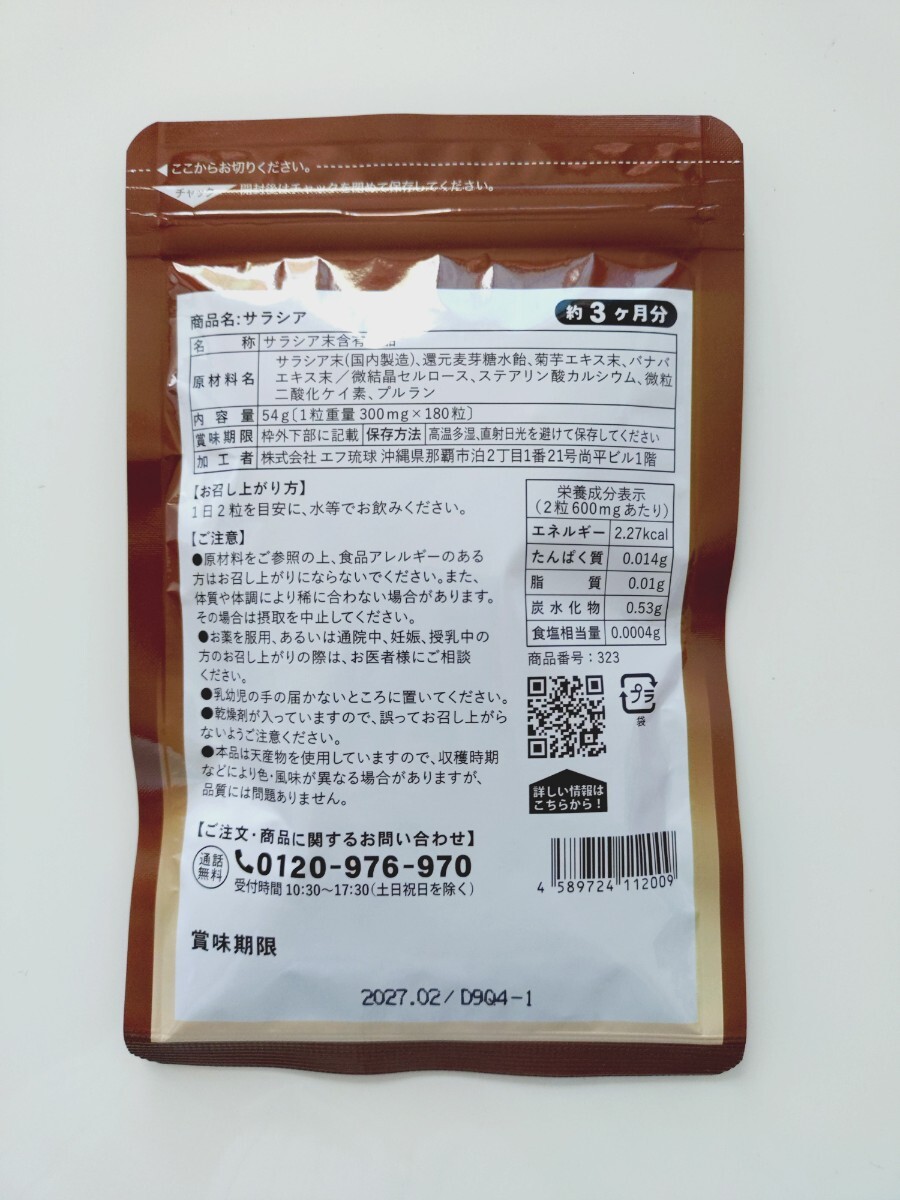 ここからお切りください。
チャック 開封後はチャックを閉めて保存してください。
商品名:サラシア
約3ヶ月分
名称 サラシア末含有
原材料名 サラシア末(国内製造)、還元麦芽糖水飴、菊芋エキス末、バナバ
エキス末/微結晶セルロース、ステアリン酸カルシウム、微粒
二酸化ケイ素、プルラン
内容量 54g〔1粒重量 300mg×180粒〕
賞味期限 枠外下部に記載 保存方法 高温多湿、直射日光を避けて保存してください
加工者 株式会社 エフ琉球 沖縄県那覇市泊2丁目1番21号尚平ビル1階
【お召し上がり方】
1日2粒を目安に、水等でお飲みください。
【ご注意】
●原材料をご参照の上、食品アレルギーのある
方はお召し上がりにならないでください。また、
体質や体調により稀に合わない場合があります。
その場合は摂取を中止してください。
●お薬を服用、あるいは通院中、妊娠、授乳中の
方のお召し上がりの際は、お医者様にご相談
ください。
●乳幼児の手の届かないところに置いてください。
●乾燥剤が入っていますので、誤ってお召し上がら
ないようご注意ください。
●本品は天産物を使用していますので、収穫時期
などにより色・風味が異なる場合がありますが、
品質には問題ありません。
栄養成分表示
(2粒600mgあたり)
エネルギー 2.27kcal
たんぱく質 0.014g
脂質 0.01g
炭水化物 0.53g
食塩相当量 0.0004g
商品番号:323
プラ
袋
詳しい情報は
こちらから!
【ご注文・商品に関するお問い合わせ】
通話
無料
0120-976-970
受付時間 10:30〜17:30(土日祝日を除く)
4 589724 112009
賞味期限
2027.02/D9Q4-1